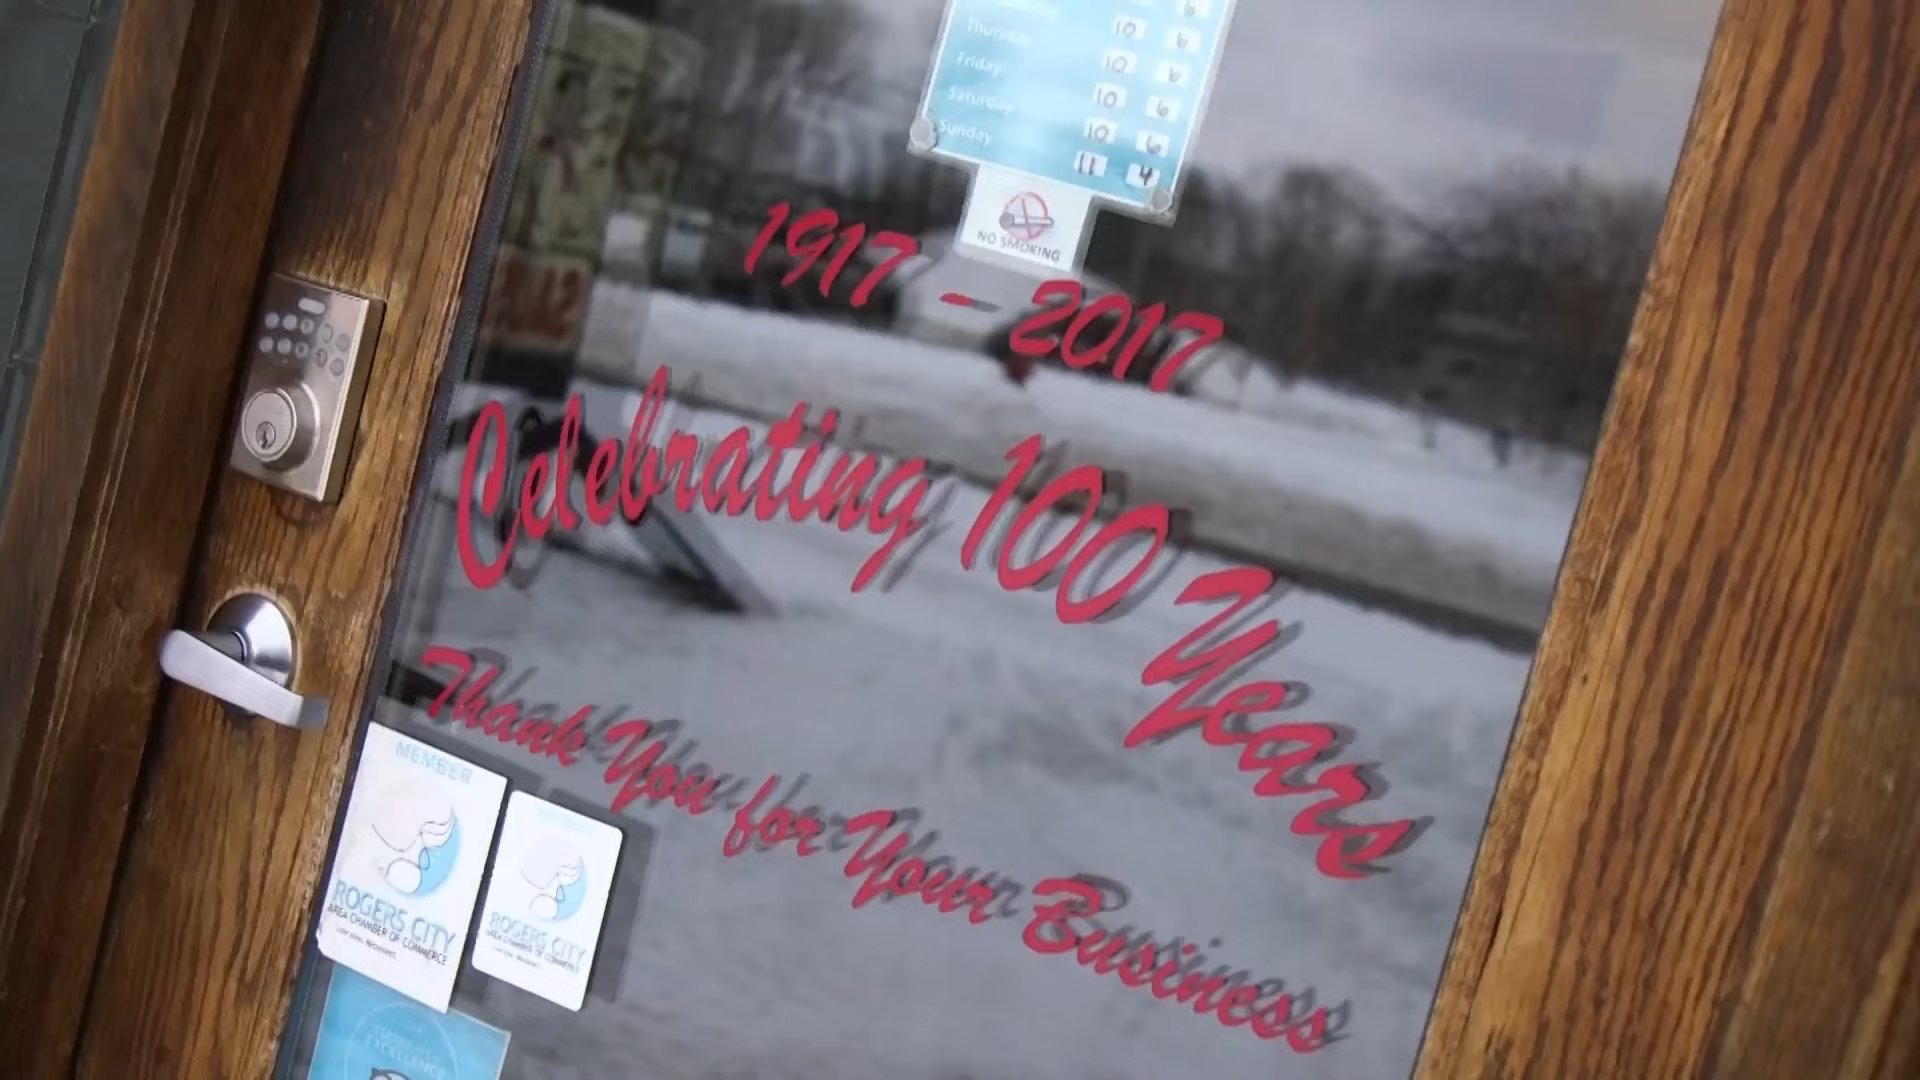 6
Thursday 10 6
Friday 10 6
Saturday 10 6
Sunday 10 6
11 4
NO SMOKING
1917 - 2017
Celebrating 100 Years
Thank You for Your Business
MEMBER
ROGERS CITY
AREA CHAMBER OF COMMERCE
ROGERS CITY
AREA CHAMBER OF COMMERCE
EXCELLENCE